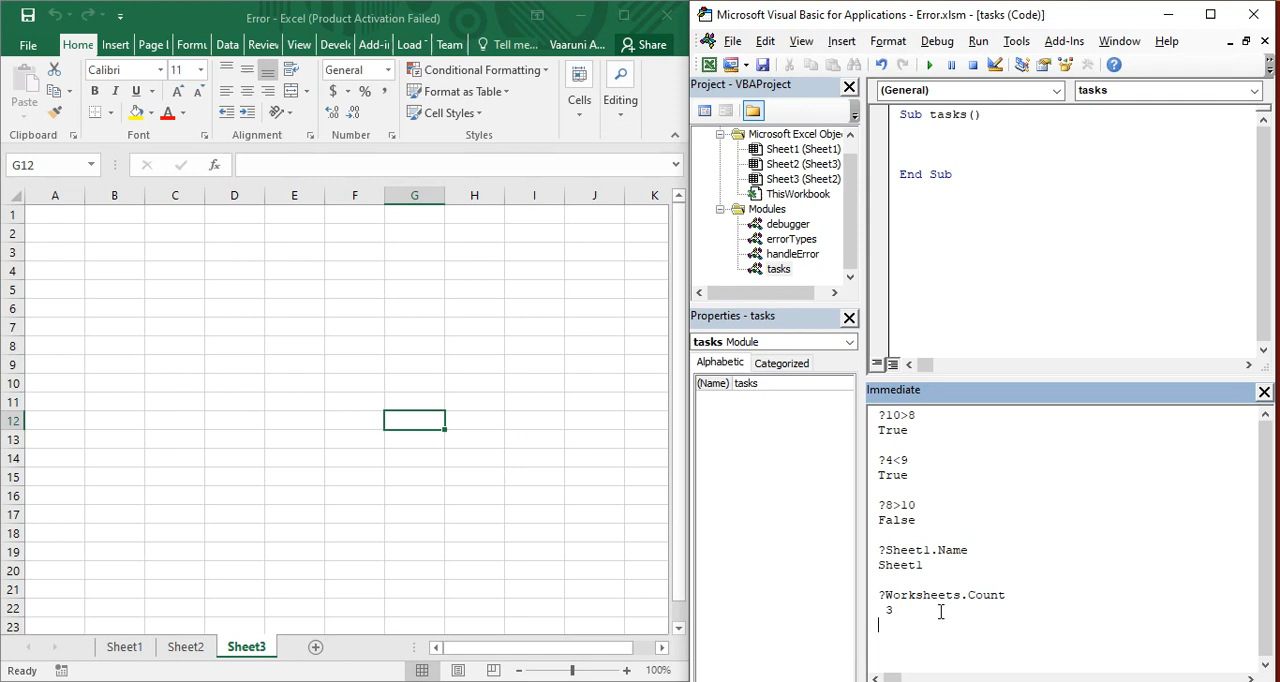 Error - Excel (Product Activation Failed)
File Home Insert Page l Formu Data Review View Develc Add-ir Load ¯ Team Tell me... Vaaruni A... Share
Calibri 11 General Conditional Formatting
B I U A $ % , Format as Table
Paste Cell Styles Cells Editing
Clipboard Font Alignment Number Styles
G12 fx
A B C D E F G H I J K
1
2
3
4
5
6
7
8
9
10
11
12
13
14
15
16
17
18
19
20
21
22
23
Sheet1 Sheet2 Sheet3
Ready 100%
Microsoft Visual Basic for Applications - Error.xlsm - [tasks (Code)]
File Edit View Insert Format Debug Run Tools Add-Ins Window Help
Project - VBAProject
Microsoft Excel Obje
Sheet1 (Sheet1)
Sheet2 (Sheet3)
Sheet3 (Sheet2)
ThisWorkbook
Modules
debugger
errorTypes
handleError
tasks
Properties - tasks
tasks Module
Alphabetic Categorized
(Name) tasks
(General) tasks
Sub tasks()
End Sub
Immediate
?10>8
True
?4<9
True
?8>10
False
?Sheet1.Name
Sheet1
?Worksheets.Count
3